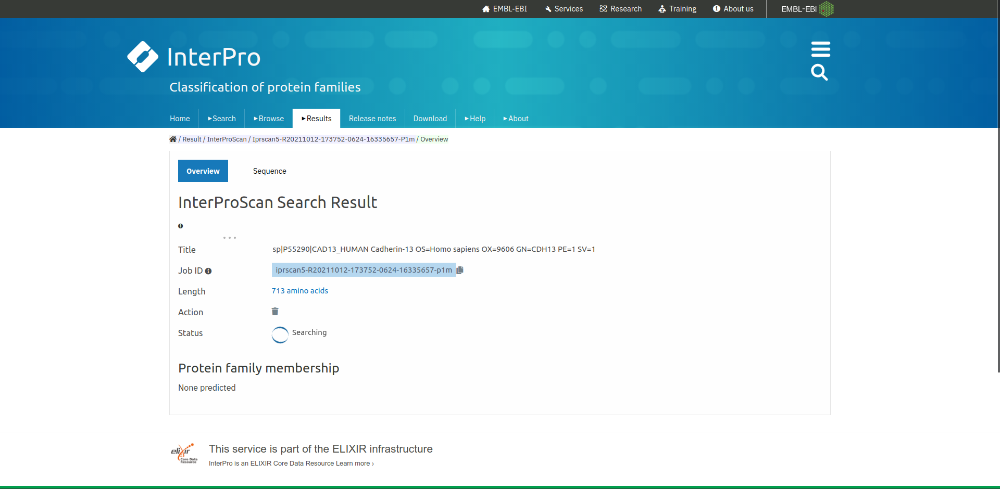 EMBL-EBI Services Research Training About us EMBL-EBI
InterPro
Classification of protein families
Home Search Browse Results Release notes Download Help About
/ Result / InterProScan / Iprscan5-R20211012-173752-0624-16335657-P1m / Overview
Overview Sequence
InterProScan Search Result
Title sp|P55290|CAD13_HUMAN Cadherin-13 OS=Homo sapiens OX=9606 GN=CDH13 PE=1 SV=1
Job ID iprscan5-R20211012-173752-0624-16335657-p1m
Length 713 amino acids
Action
Status Searching
Protein family membership
None predicted
elixir
Core Data
Resource
This service is part of the ELIXIR infrastructure
InterPro is an ELIXIR Core Data Resource Learn more ›